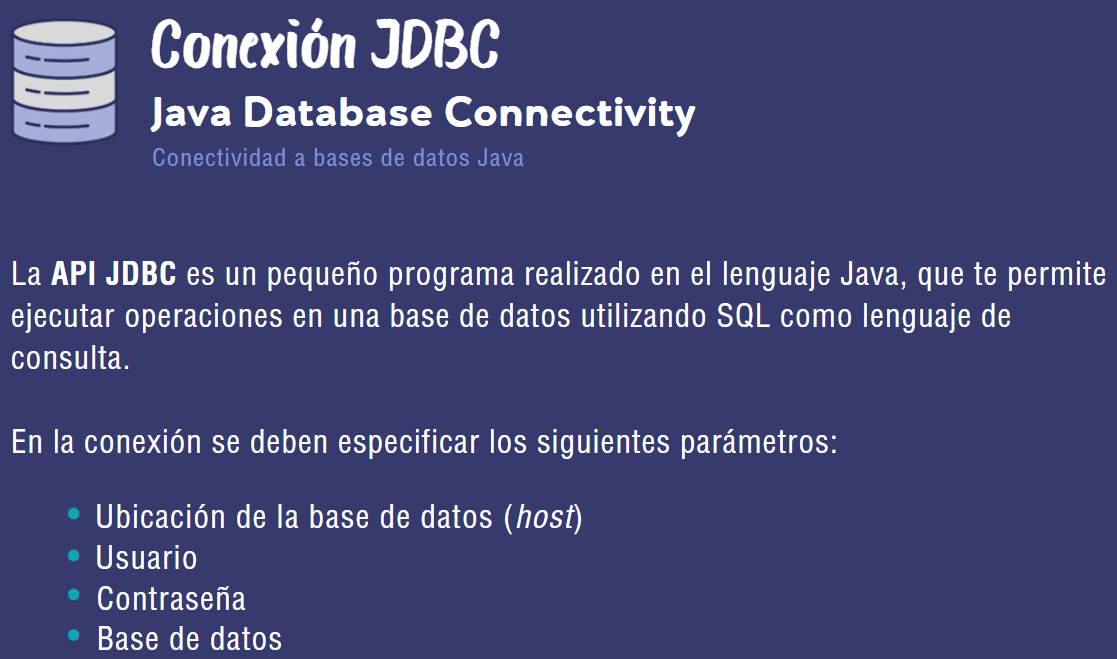 Conexión JDBC
Java Database Connectivity
Conectividad a bases de datos Java
La API JDBC es un pequeño programa realizado en el lenguaje Java, que te permite
ejecutar operaciones en una base de datos utilizando SQL como lenguaje de
consulta.
En la conexión se deben especificar los siguientes parámetros:
• Ubicación de la base de datos (host)
• Usuario
• Contraseña
• Base de datos